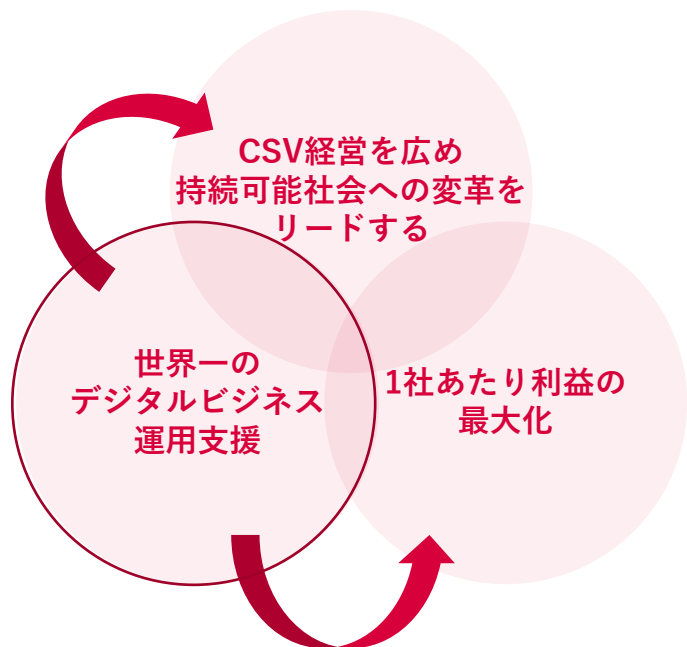 CSV経営を広め
持続可能社会への変革を
リードする
世界一の
デジタルビジネス
運用支援
1社あたり利益の
最大化